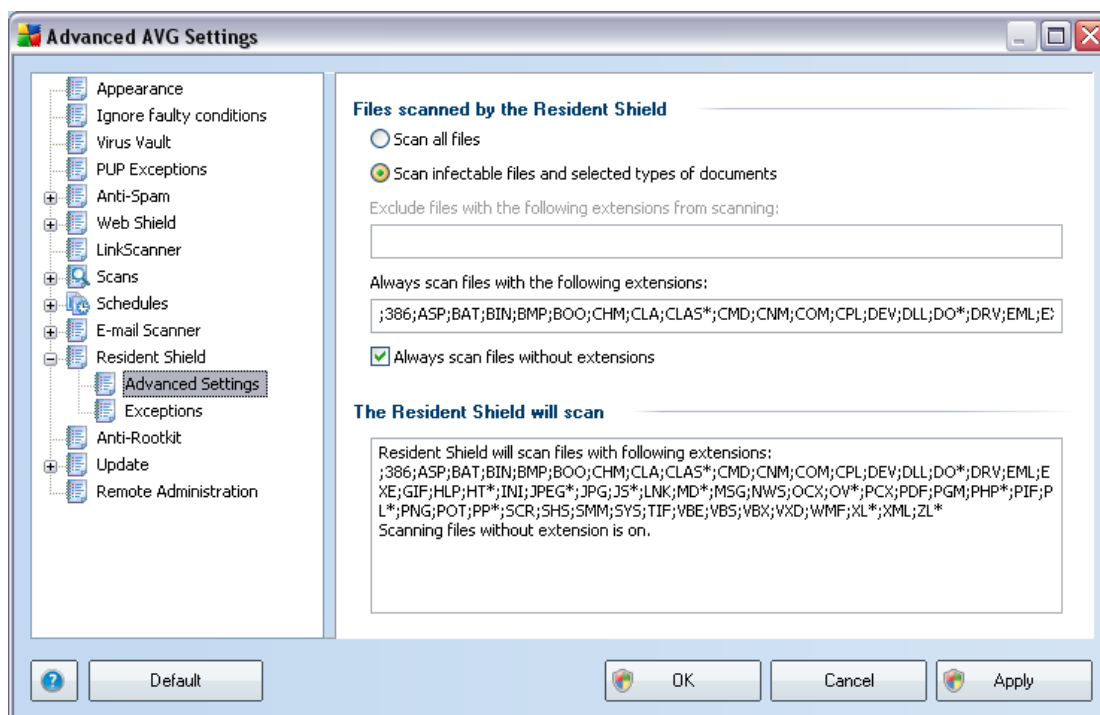 Advanced AVG Settings
Appearance
Ignore faulty conditions
Virus Vault
PUP Exceptions
Anti-Spam
Web Shield
LinkScanner
Scans
Schedules
E-mail Scanner
Resident Shield
Advanced Settings
Exceptions
Anti-Rootkit
Update
Remote Administration
Files scanned by the Resident Shield
Scan all files
Scan infectable files and selected types of documents
Exclude files with the following extensions from scanning:
Always scan files with the following extensions:
;386;ASP;BAT;BIN;BMP;BOO;CHM;CLA;CLAS*;CMD;CNM;COM;CPL;DEV;DLL;DO*;DRV;EML;EX
Always scan files without extensions
The Resident Shield will scan
Resident Shield will scan files with following extensions:
;386;ASP;BAT;BIN;BMP;BOO;CHM;CLA;CLAS*;CMD;CNM;COM;CPL;DEV;DLL;DO*;DRV;EML;E
XE;GIF;HLP;HT*;INI;JPEG*;JPG;JS*;LNK;MD*;MSG;NWS;OCX;OV*;PCX;PDF;PGM;PHP*;PIF;P
L*;PNG;POT;PP*;SCR;SHS;SMM;SYS;TIF;VBE;VBS;VBX;VXD;WMF;XL*;XML;ZL*
Scanning files without extension is on.
?
Default
OK
Cancel
Apply